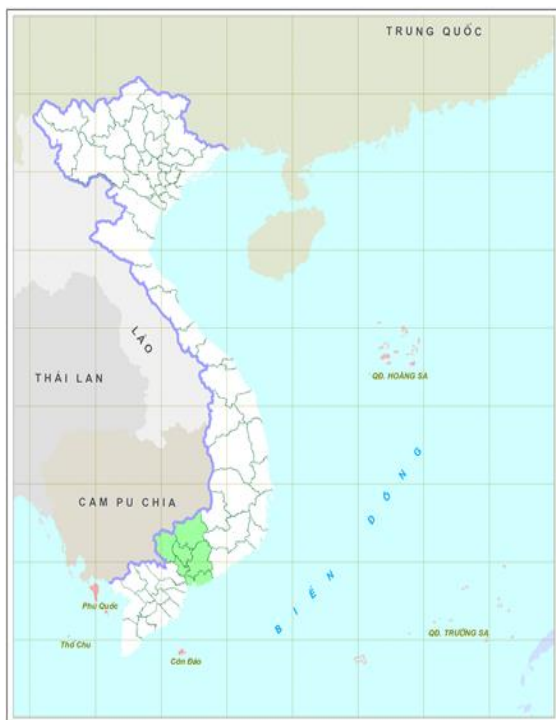 TRUNG QUỐC
LÀO
THÁI LAN
QĐ. HOÀNG SA
CAM PU CHIA
BIỂN ĐÔNG
Phú Quốc
Thổ Chu
Côn Đảo
QĐ. TRƯỜNG SA